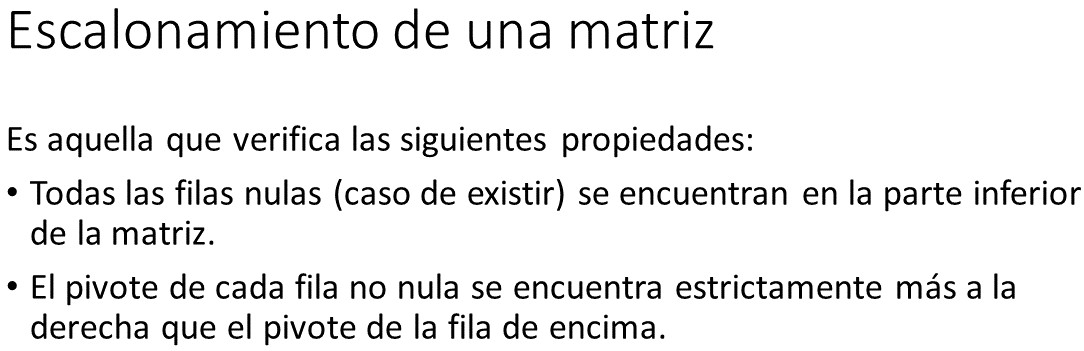 Escalonamiento de una matriz
Es aquella que verifica las siguientes propiedades:
• Todas las filas nulas (caso de existir) se encuentran en la parte inferior
de la matriz.
• El pivote de cada fila no nula se encuentra estrictamente más a la
derecha que el pivote de la fila de encima.